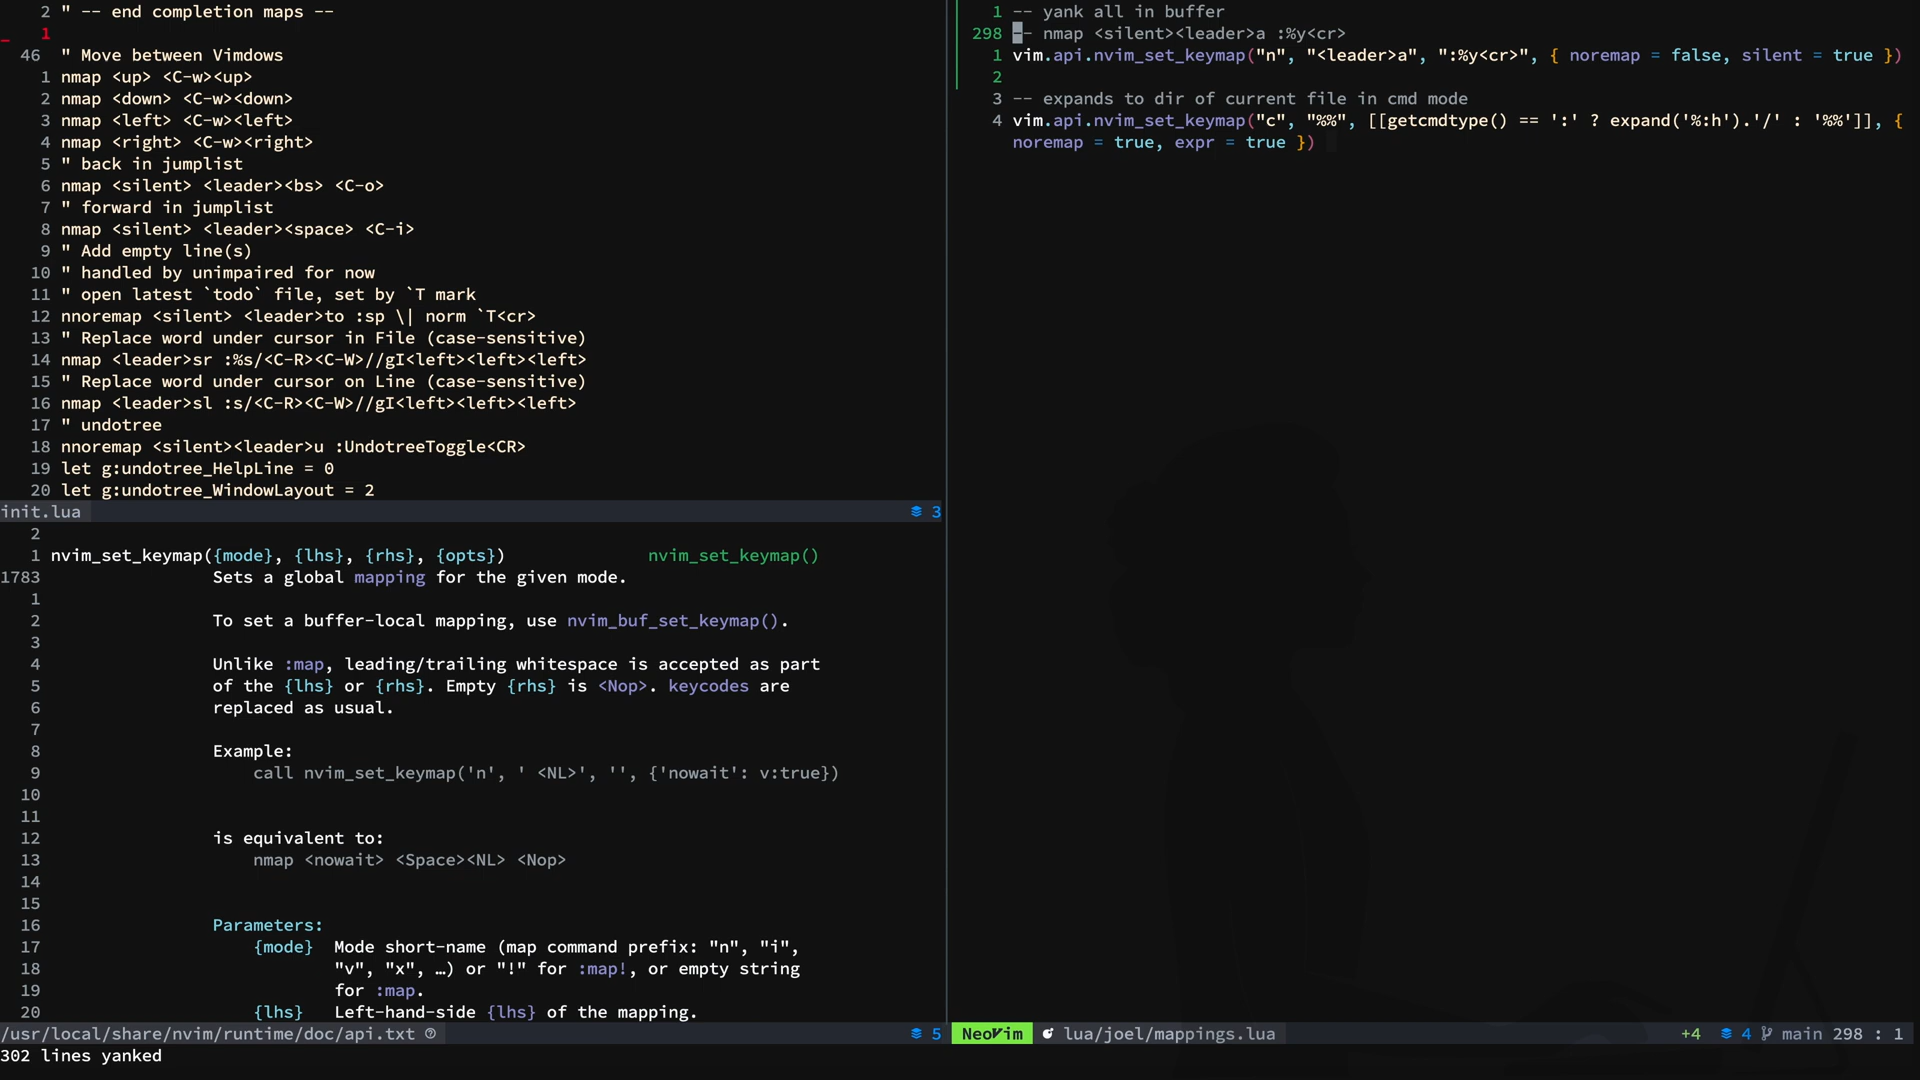 2 " -- end completion maps --
1
46 " Move between Vimdows
1 nmap <up> <C-w><up>
2 nmap <down> <C-w><down>
3 nmap <left> <C-w><left>
4 nmap <right> <C-w><right>
5 " back in jumplist
6 nmap <silent> <leader><bs> <C-o>
7 " forward in jumplist
8 nmap <silent> <leader><space> <C-i>
9 " Add empty line(s)
10 " handled by unimpaired for now
11 " open latest `todo` file, set by `T mark
12 nnoremap <silent> <leader>to :sp \| norm `T<cr>
13 " Replace word under cursor in File (case-sensitive)
14 nmap <leader>sr :%s/<C-R><C-W>//gI<left><left><left>
15 " Replace word under cursor on Line (case-sensitive)
16 nmap <leader>sl :s/<C-R><C-W>//gI<left><left><left>
17 " undotree
18 nnoremap <silent><leader>u :UndotreeToggle<CR>
19 let g:undotree_HelpLine = 0
20 let g:undotree_WindowLayout = 2
init.lua 3
2
1 nvim_set_keymap({mode}, {lhs}, {rhs}, {opts}) nvim_set_keymap()
1783 Sets a global mapping for the given mode.
1
2 To set a buffer-local mapping, use nvim_buf_set_keymap().
3
4 Unlike :map, leading/trailing whitespace is accepted as part
5 of the {lhs} or {rhs}. Empty {rhs} is <Nop>. keycodes are
6 replaced as usual.
7
8 Example:
9 call nvim_set_keymap('n', ' <NL>', '', {'nowait': v:true})
10
11
12 is equivalent to:
13 nmap <nowait> <Space><NL> <Nop>
14
15
16 Parameters:
17 {mode} Mode short-name (map command prefix: "n", "i",
18 "v", "x", …) or "!" for :map!, or empty string
19 for :map.
20 {lhs} Left-hand-side {lhs} of the mapping.
/usr/local/share/nvim/runtime/doc/api.txt 5
302 lines yanked
1 -- yank all in buffer
298 -- nmap <silent><leader>a :%y<cr>
1 vim.api.nvim_set_keymap("n", "<leader>a", ":%y<cr>", { noremap = false, silent = true })
2
3 -- expands to dir of current file in cmd mode
4 vim.api.nvim_set_keymap("c", "%%", [[getcmdtype() == ':' ? expand('%:h').'/' : '%%']], {
noremap = true, expr = true })
NeoVim lua/joel/mappings.lua +4 4 main 298 : 1